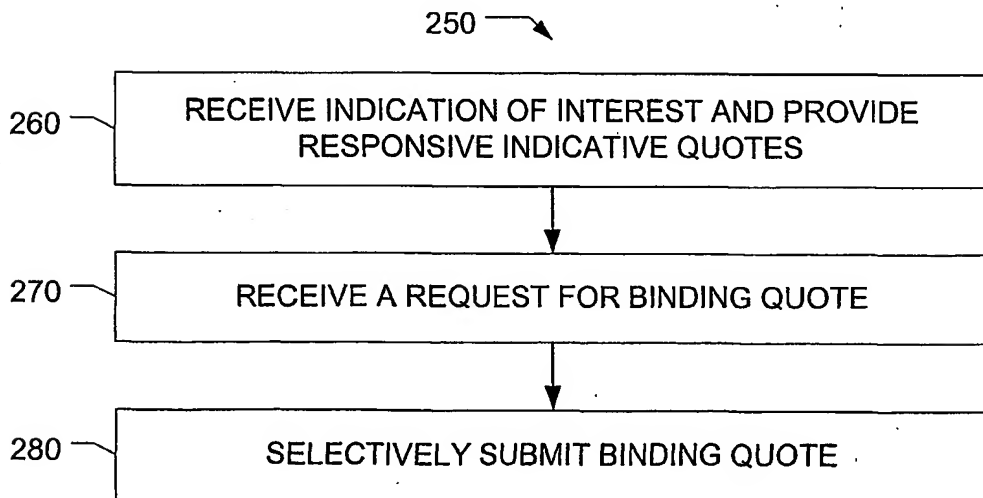 250
260
RECEIVE INDICATION OF INTEREST AND PROVIDE
RESPONSIVE INDICATIVE QUOTES
270
RECEIVE A REQUEST FOR BINDING QUOTE
280
SELECTIVELY SUBMIT BINDING QUOTE